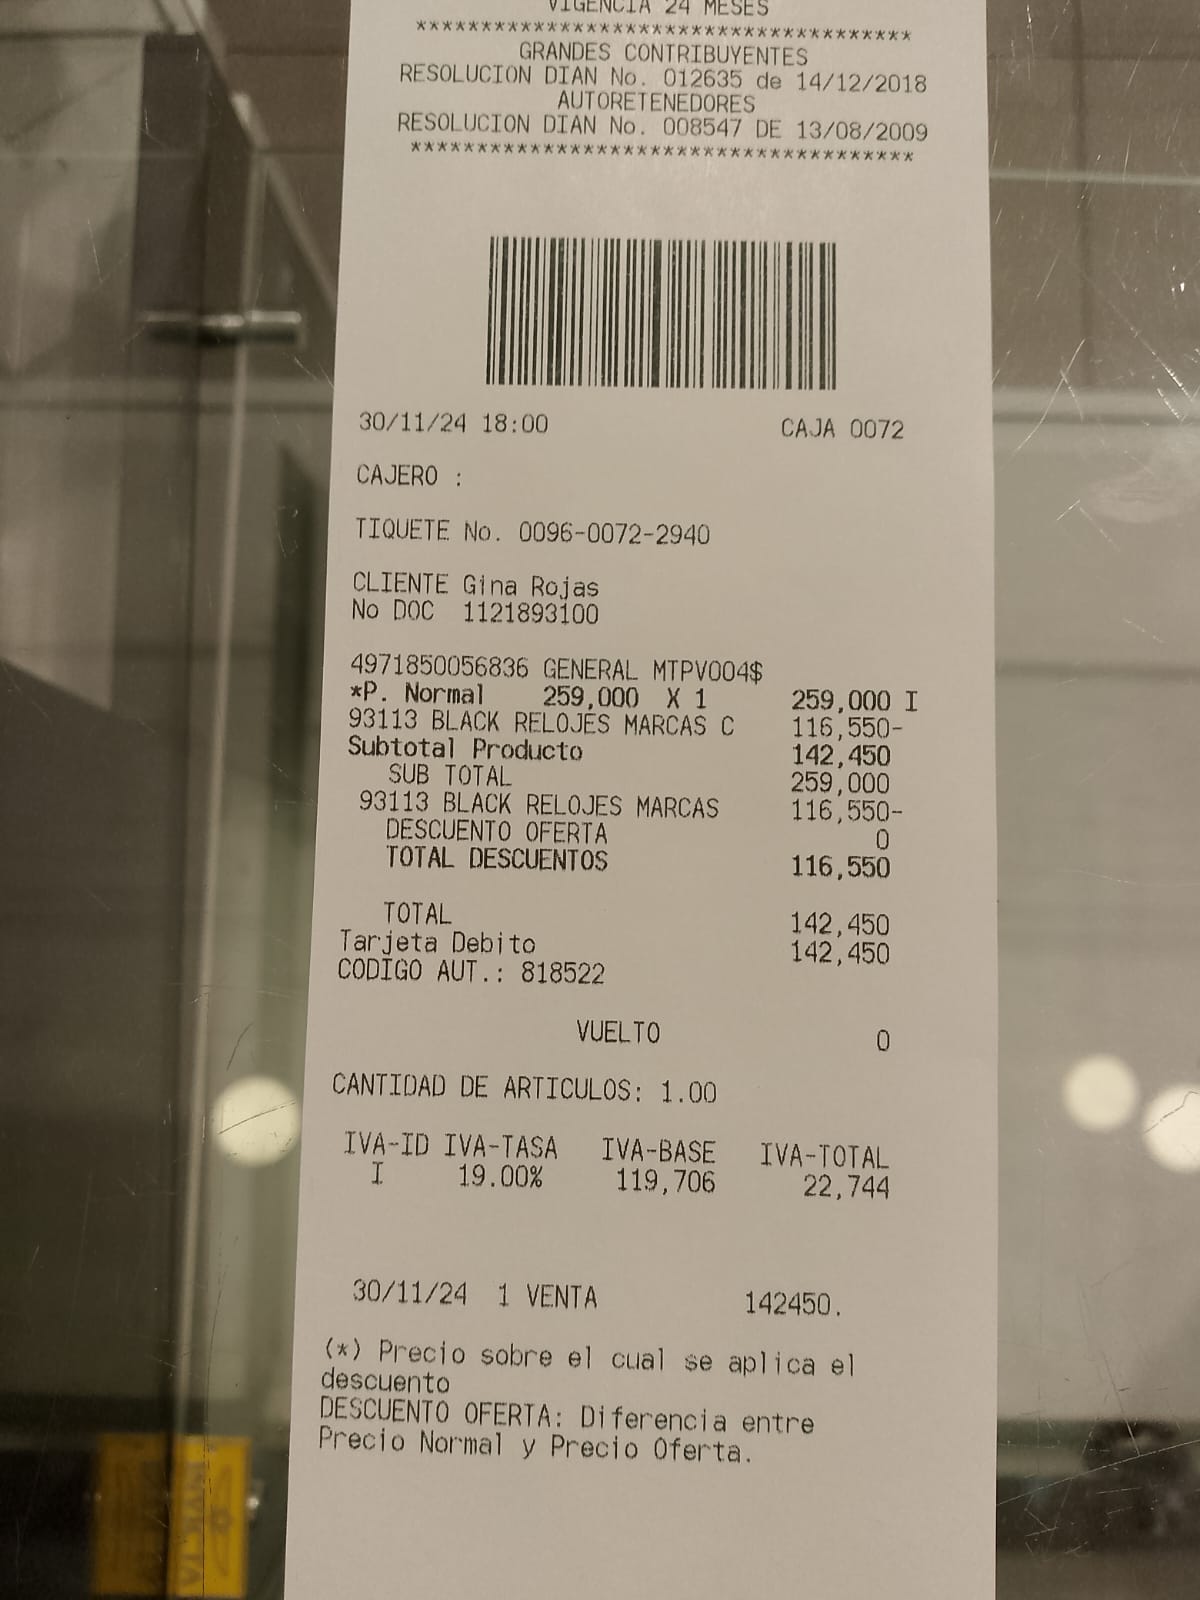 VIGENCIA 24 MESES
**************************************
GRANDES CONTRIBUYENTES
RESOLUCION DIAN No. 012635 de 14/12/2018
AUTORETENEDORES
RESOLUCION DIAN No. 008547 DE 13/08/2009
**************************************
30/11/24 18:00 CAJA 0072
CAJERO :
TIQUETE No. 0096-0072-2940
CLIENTE Gina Rojas
No DOC 1121893100
4971850056836 GENERAL MTPV004$
*P. Normal 259,000 X 1 259,000 I
93113 BLACK RELOJES MARCAS C 116,550-
Subtotal Producto 142,450
SUB TOTAL 259,000
93113 BLACK RELOJES MARCAS 116,550-
DESCUENTO OFERTA 0
TOTAL DESCUENTOS 116,550
TOTAL 142,450
Tarjeta Debito 142,450
CODIGO AUT.: 818522
VUELTO 0
CANTIDAD DE ARTICULOS: 1.00
IVA-ID IVA-TASA IVA-BASE IVA-TOTAL
I 19.00% 119,706 22,744
30/11/24 1 VENTA 142450.
(*) Precio sobre el cual se aplica el
descuento
DESCUENTO OFERTA: Diferencia entre
Precio Normal y Precio Oferta.